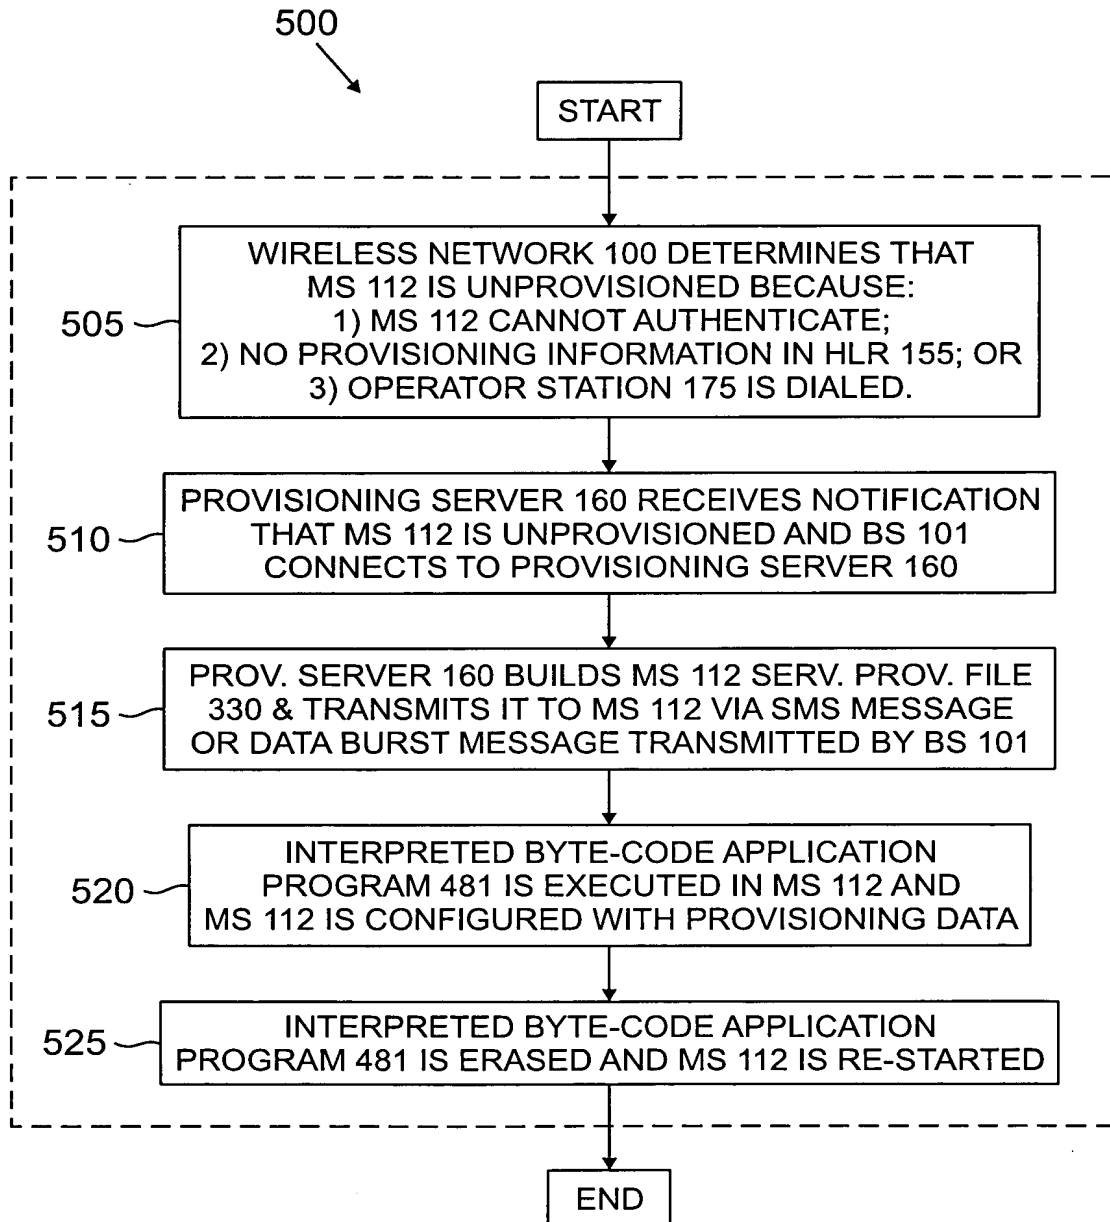 500
START
WIRELESS NETWORK 100 DETERMINES THAT
MS 112 IS UNPROVISIONED BECAUSE:
1) MS 112 CANNOT AUTHENTICATE;
2) NO PROVISIONING INFORMATION IN HLR 155; OR
3) OPERATOR STATION 175 IS DIALED.
505
PROVISIONING SERVER 160 RECEIVES NOTIFICATION
THAT MS 112 IS UNPROVISIONED AND BS 101
CONNECTS TO PROVISIONING SERVER 160
510
PROV. SERVER 160 BUILDS MS 112 SERV. PROV. FILE
330 & TRANSMITS IT TO MS 112 VIA SMS MESSAGE
OR DATA BURST MESSAGE TRANSMITTED BY BS 101
515
INTERPRETED BYTE-CODE APPLICATION
PROGRAM 481 IS EXECUTED IN MS 112 AND
MS 112 IS CONFIGURED WITH PROVISIONING DATA
520
INTERPRETED BYTE-CODE APPLICATION
PROGRAM 481 IS ERASED AND MS 112 IS RE-STARTED
525
END